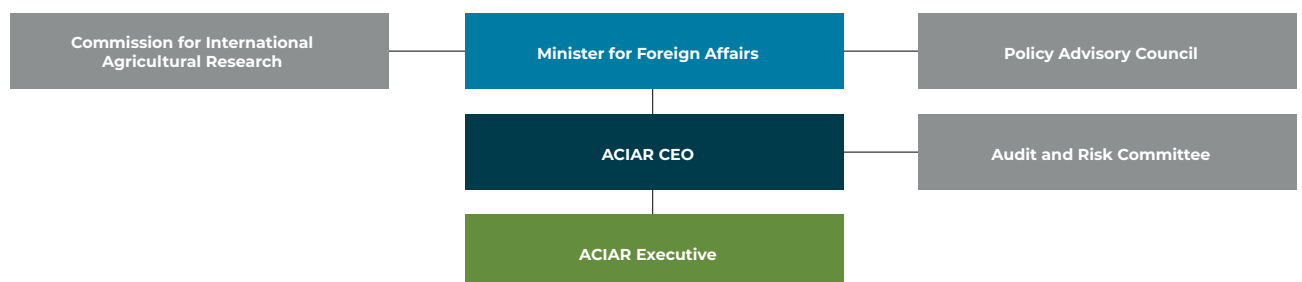 Commission for International
Agricultural Research
Minister for Foreign Affairs
Policy Advisory Council
ACIAR CEO
Audit and Risk Committee
ACIAR Executive